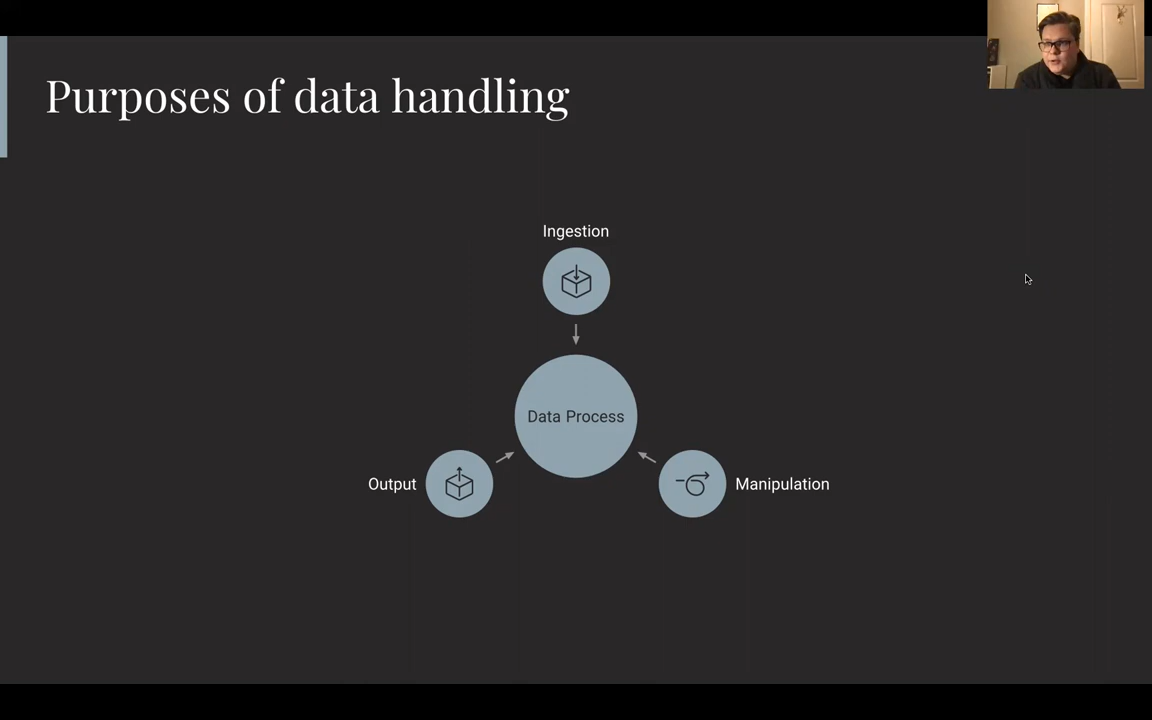 Purposes of data handling
Ingestion
Data Process
Output
Manipulation